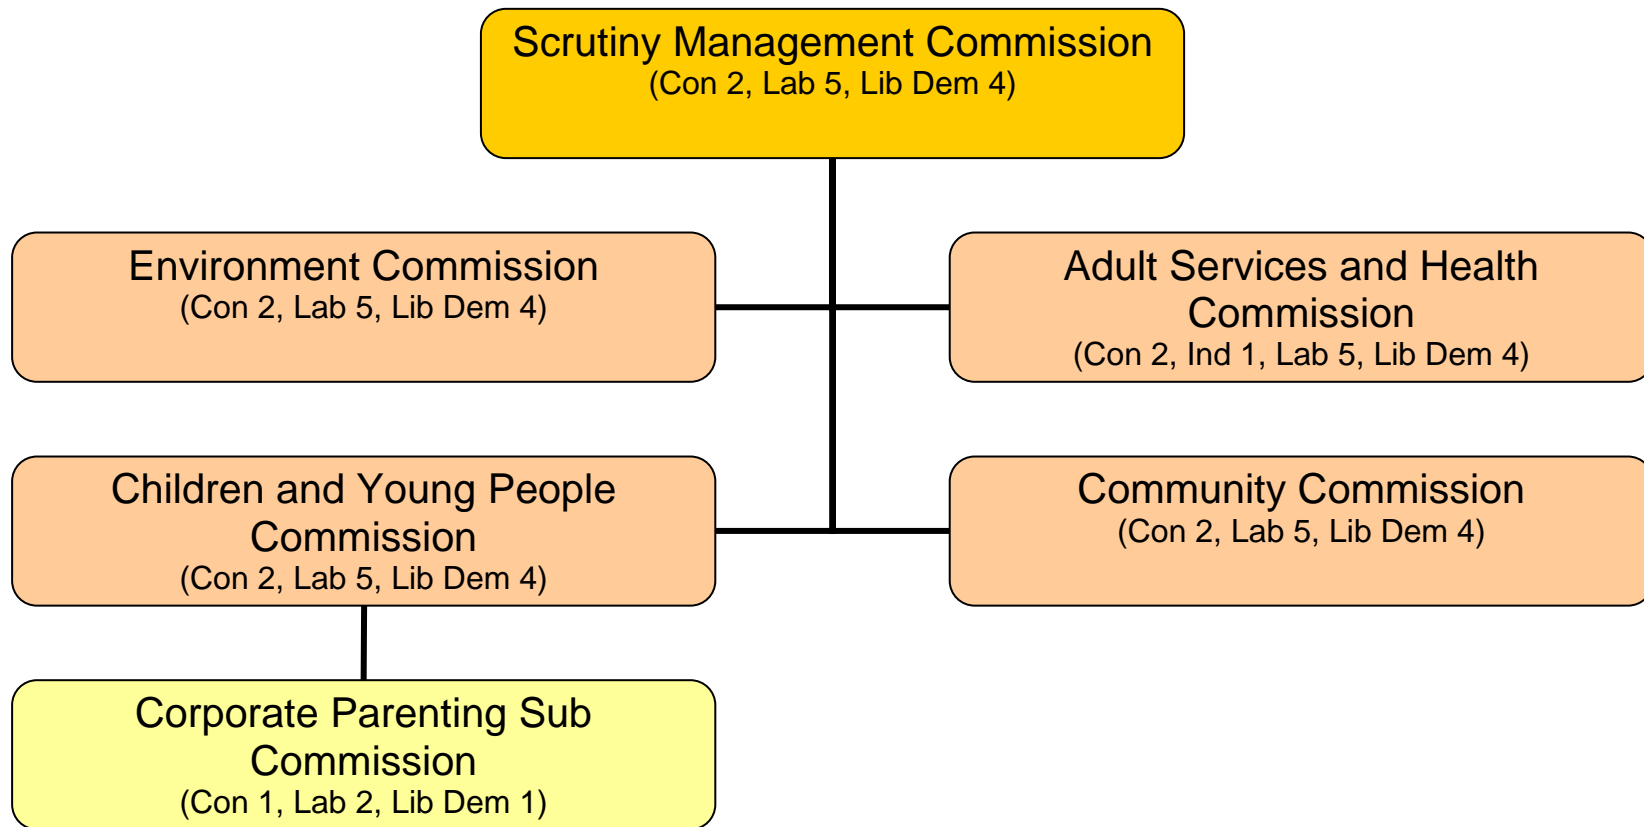 Scrutiny Management Commission
(Con 2, Lab 5, Lib Dem 4)
Environment Commission
(Con 2, Lab 5, Lib Dem 4)
Adult Services and Health
Commission
(Con 2, Ind 1, Lab 5, Lib Dem 4)
Children and Young People
Commission
(Con 2, Lab 5, Lib Dem 4)
Community Commission
(Con 2, Lab 5, Lib Dem 4)
Corporate Parenting Sub
Commission
(Con 1, Lab 2, Lib Dem 1)